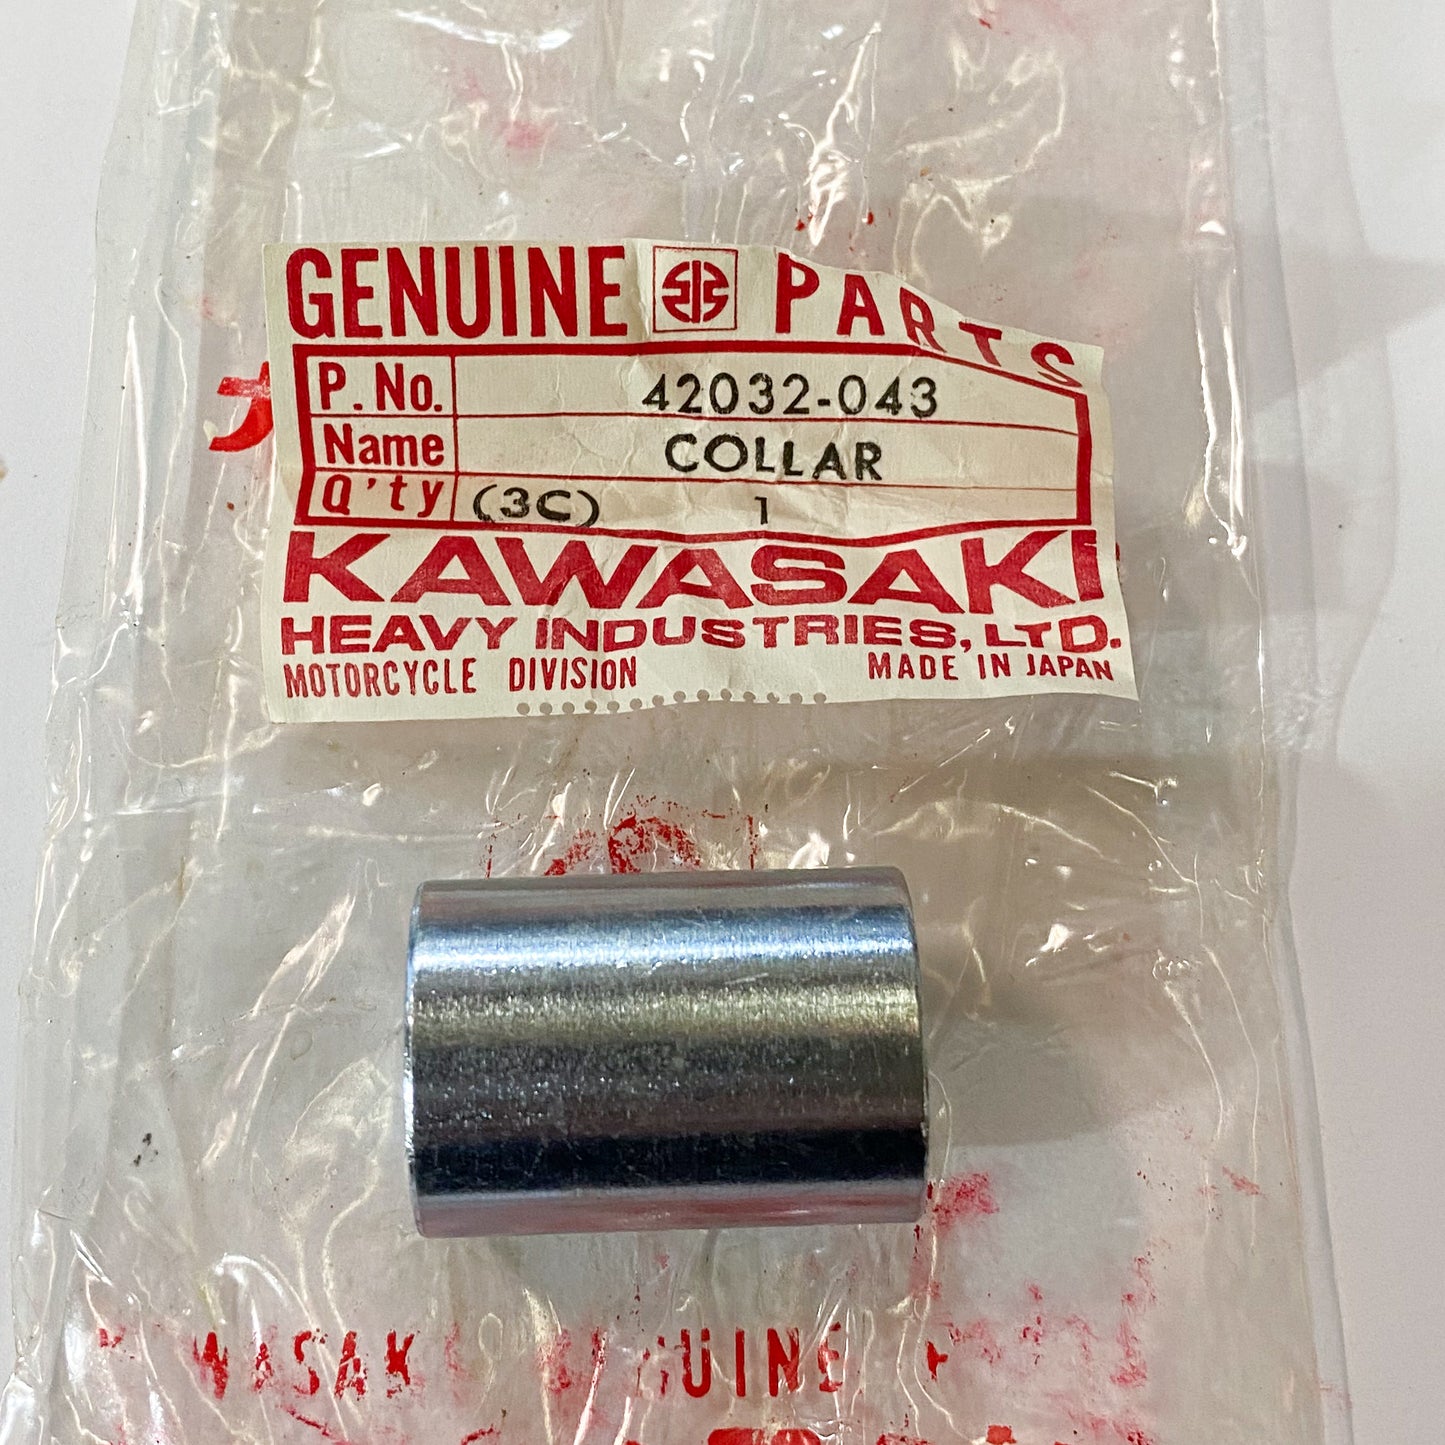 GENUINE PARTS
P. No. 42032-043
Name COLLAR
Q'ty (3C) 1
KAWASAKI
HEAVY INDUSTRIES, LTD.
MOTORCYCLE DIVISION MADE IN JAPAN